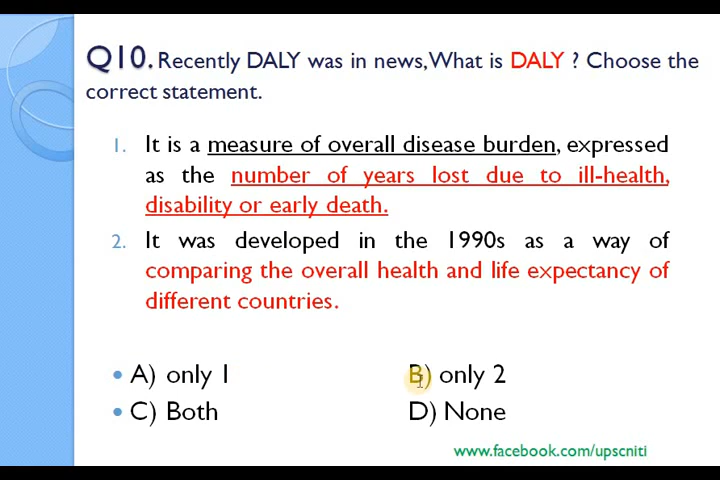 Q10. Recently DALY was in news,What is DALY ? Choose the
correct statement.
1. It is a measure of overall disease burden, expressed
as the number of years lost due to ill-health,
disability or early death.
2. It was developed in the 1990s as a way of
comparing the overall health and life expectancy of
different countries.
• A) only 1 B) only 2
• C) Both D) None
www.facebook.com/upscniti